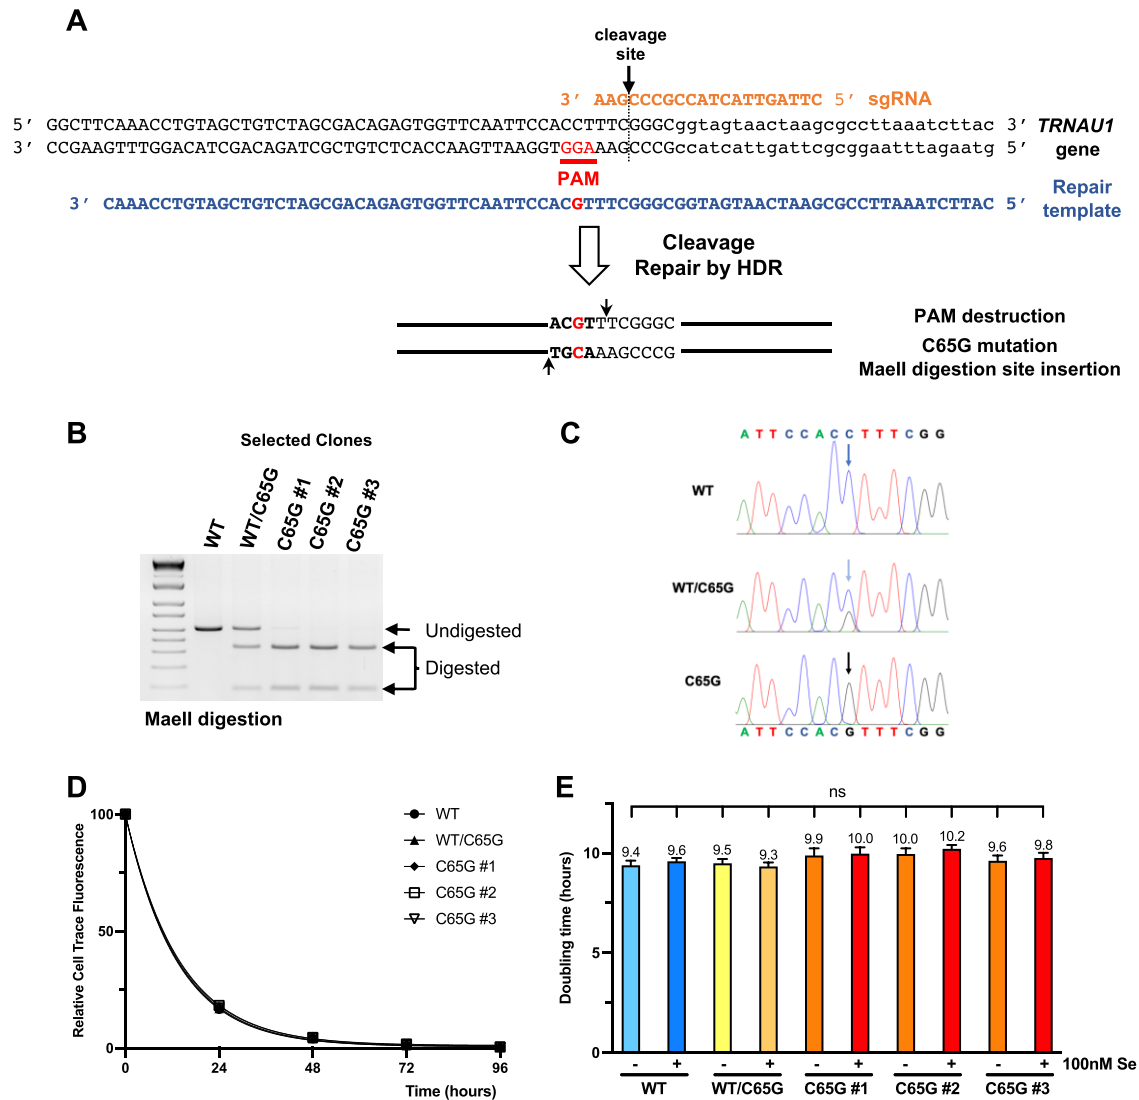 A
cleavage
site
3′ AAGCCCGCCATCATTGATTC 5′ sgRNA
5′ GGCTTCAAACCTGTAGCTGTCTAGCGACAGAGTGGTTCAATTCCACCTTTCGGGCggtagtaactaagcgccttaaatcttac 3′ TRNAU1
3′ CCGAAGTTTGGACATCGACAGATCGCTGTCTCACCAAGTTAAGGTGGAAAGCCCGccatcattgattcgcggaatttagaatg 5′ gene
PAM
3′ CAAACCTGTAGCTGTCTAGCGACAGAGTGGTTCAATTCCACGTTTCGGGCGGTAGTAACTAAGCGCCTTAAATCTTAC 5′ Repair
template
Cleavage
Repair by HDR
ACGTTTCGGGC
TGCAAAGCCCG
PAM destruction
C65G mutation
MaeII digestion site insertion
B
Selected Clones
WT
WT/C65G
C65G #1
C65G #2
C65G #3
Undigested
Digested
MaeII digestion
C
A T T C C A C C T T T C G G
WT
WT/C65G
C65G
A T T C C A C G T T T C G G
D
Relative Cell Trace Fluorescence
100
50
0
0 24 48 72 96
Time (hours)
WT
WT/C65G
C65G #1
C65G #2
C65G #3
E
ns
Doubling time (hours)
10
5
0
9.4 9.6 9.5 9.3 9.9 10.0 10.0 10.2 9.6 9.8
- + - + - + - + - + 100nM Se
WT WT/C65G C65G #1 C65G #2 C65G #3